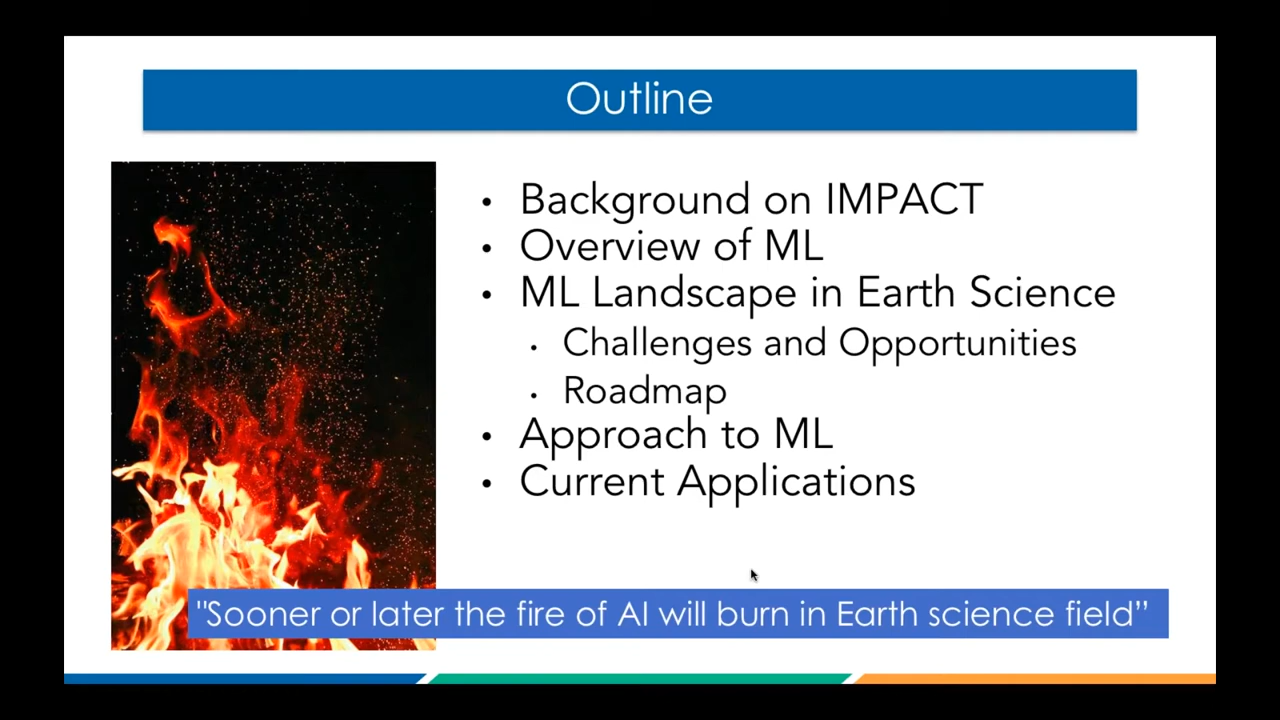 Outline
• Background on IMPACT
• Overview of ML
• ML Landscape in Earth Science
• Challenges and Opportunities
• Roadmap
• Approach to ML
• Current Applications
"Sooner or later the fire of AI will burn in Earth science field”